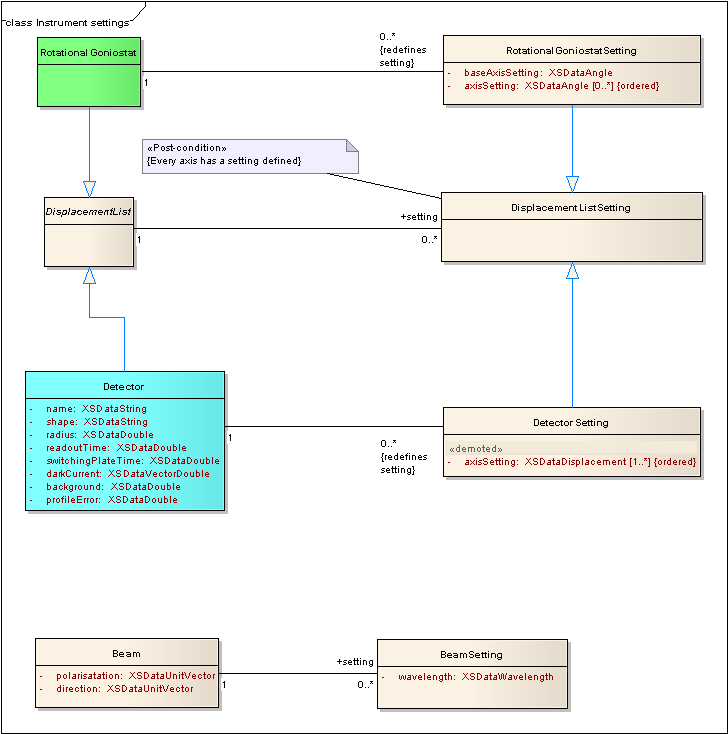 class Instrument settings
Rotational Goniostat
1
0..*
{redefines
setting}
RotationalGoniostatSetting
- baseAxisSetting: XSDataAngle
- axisSetting: XSDataAngle [0..*] {ordered}
«Post-condition»
{Every axis has a setting defined}
DisplacementList
1
+setting
0..*
DisplacementListSetting
Detector
- name: XSDataString
- shape: XSDataString
- radius: XSDataDouble
- readoutTime: XSDataDouble
- switchingPlateTime: XSDataDouble
- darkCurrent: XSDataVectorDouble
- background: XSDataDouble
- profileError: XSDataDouble
1
0..*
{redefines
setting}
DetectorSetting
«demoted»
- axisSetting: XSDataDisplacement [1..*] {ordered}
Beam
- polarisatation: XSDataUnitVector
- direction: XSDataUnitVector
1
+setting
0..*
BeamSetting
- wavelength: XSDataWavelength